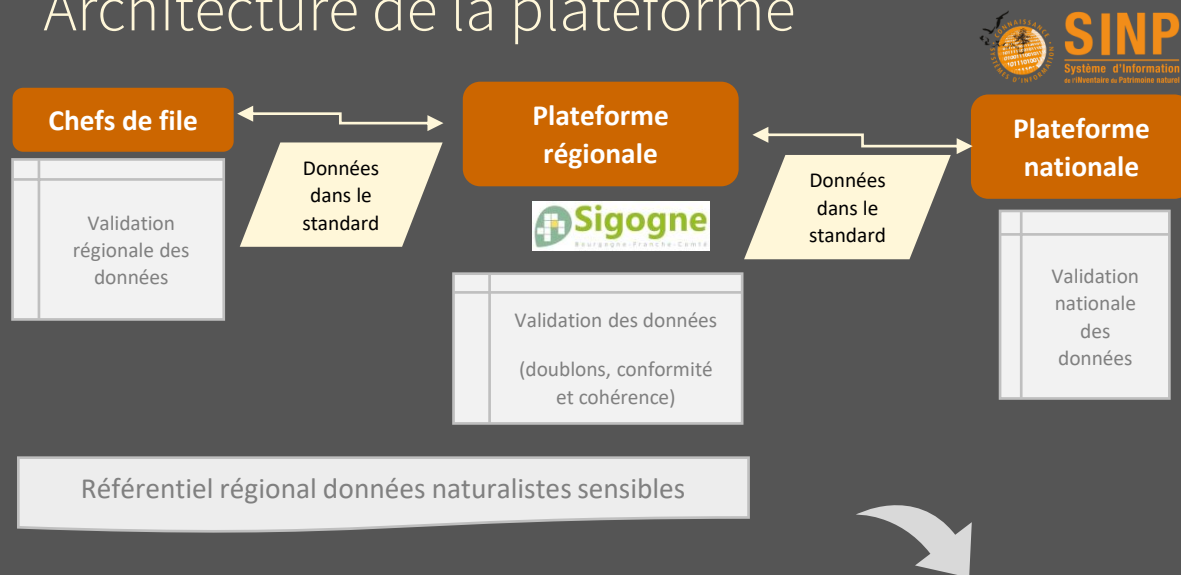 Architecture de la plateforme
SINP
Système d'Information
de l'INventaire du Patrimoine naturel
Chefs de file
Plateforme
régionale
Plateforme
nationale
Données
dans le
standard
Données
dans le
standard
Validation
régionale des
données
Sigogne
Bourgogne-Franche-Comté
Validation des données
(doublons, conformité
et cohérence)
Validation
nationale
des
données
Référentiel régional données naturalistes sensibles